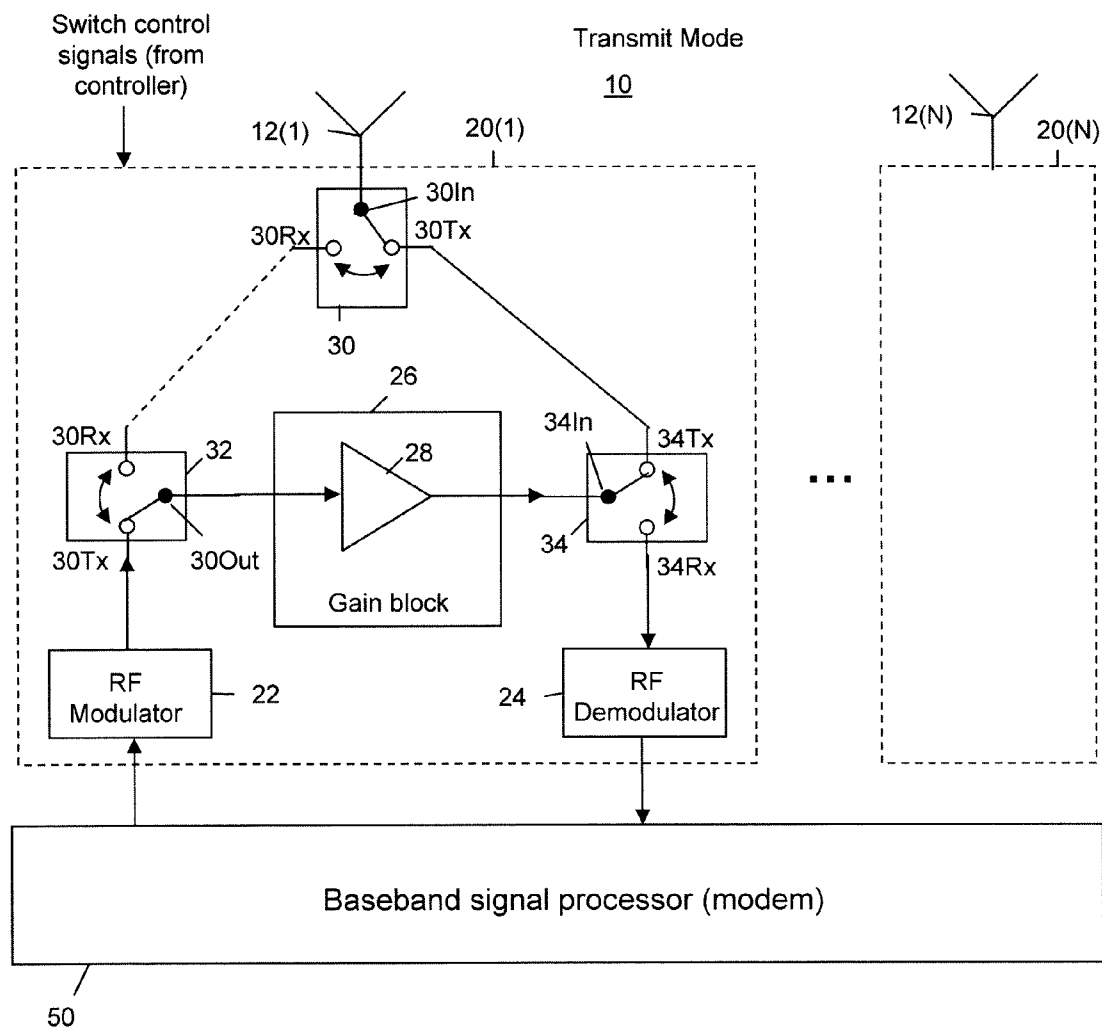 Switch control
signals (from
controller)
Transmit Mode
10
12(1)
20(1)
12(N)
20(N)
30In
30Rx
30Tx
30
26
34In
30Rx
32
28
34Tx
...
30Tx
30Out
34
34Rx
Gain block
RF
Modulator
22
24
RF
Demodulator
Baseband signal processor (modem)
50